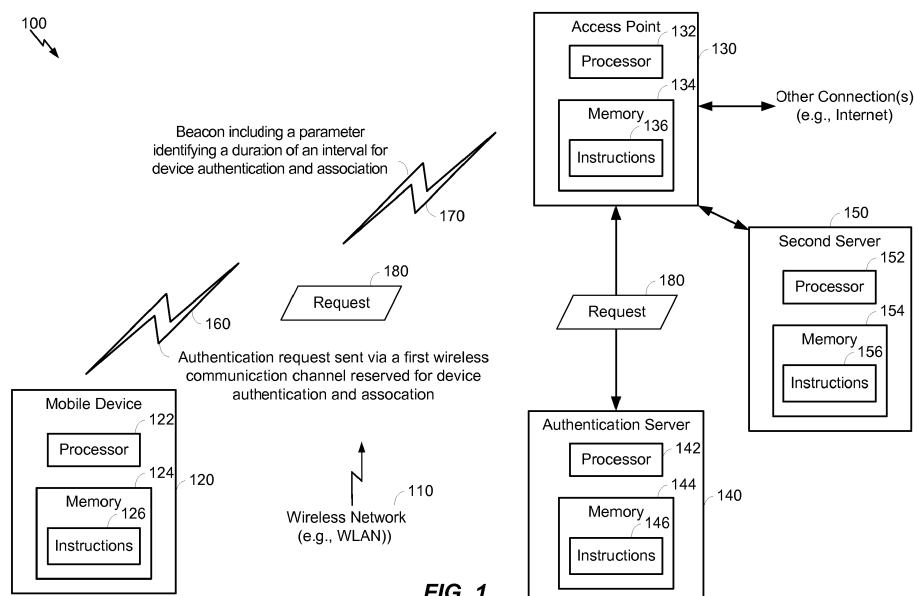 100
Access Point
132
130
Processor
134
Memory
136
Instructions
Other Connection(s)
(e.g., Internet)
Beacon including a parameter
identifying a duration of an interval for
device authentication and association
170
150
Second Server
152
Processor
154
Memory
156
Instructions
180
Request
180
Request
160
Authentication request sent via a first wireless
communication channel reserved for device
authentication and assocation
Mobile Device
122
Processor
124
120
Memory
126
Instructions
110
Wireless Network
(e.g., WLAN))
Authentication Server
142
Processor
144
140
Memory
146
Instructions
FIG. 1